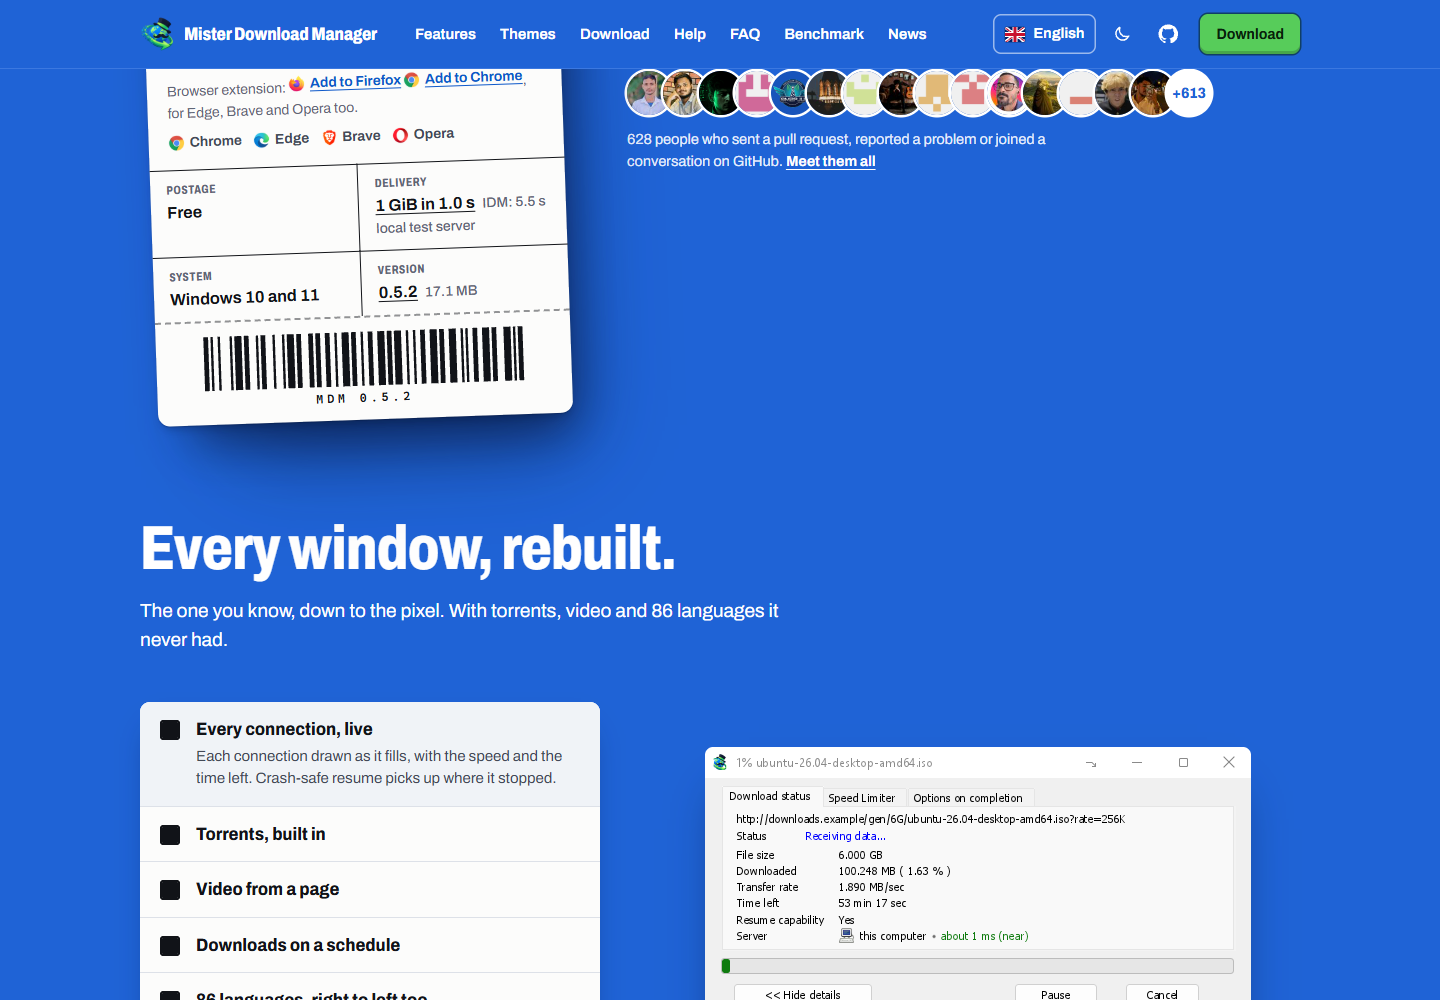 Mister Download Manager Features Themes Download Help FAQ Benchmark News English Download
Browser extension: Add to Firefox Add to Chrome,
for Edge, Brave and Opera too.
Chrome Edge Brave Opera
POSTAGE
Free
DELIVERY
1 GiB in 1.0 s IDM: 5.5 s
local test server
SYSTEM
Windows 10 and 11
VERSION
0.5.2 17.1 MB
MDM 0.5.2
+613
628 people who sent a pull request, reported a problem or joined a
conversation on GitHub. Meet them all
Every window, rebuilt.
The one you know, down to the pixel. With torrents, video and 86 languages it
never had.
Every connection, live
Each connection drawn as it fills, with the speed and the
time left. Crash-safe resume picks up where it stopped.
Torrents, built in
Video from a page
Downloads on a schedule
86 languages, right to left too
1% ubuntu-26.04-desktop-amd64.iso
Download status Speed Limiter Options on completion
http://downloads.example/gen/6G/ubuntu-26.04-desktop-amd64.iso?rate=256K
Status Receiving data...
File size 6.000 GB
Downloaded 100.248 MB ( 1.63 % )
Transfer rate 1.890 MB/sec
Time left 53 min 17 sec
Resume capability Yes
Server this computer • about 1 ms (near)
<< Hide details Pause Cancel